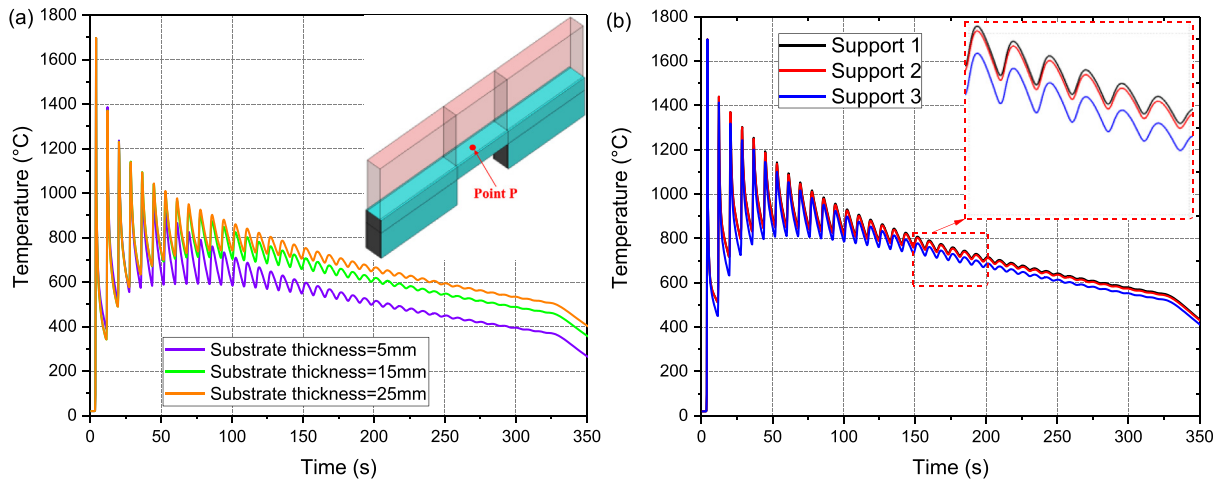 (a)
1800
1600
1400
1200
1000
800
600
400
200
0
Temperature (°C)
0 50 100 150 200 250 300 350
Time (s)
Point P
Substrate thickness=5mm
Substrate thickness=15mm
Substrate thickness=25mm
(b)
1800
1600
1400
1200
1000
800
600
400
200
0
Temperature (°C)
0 50 100 150 200 250 300 350
Time (s)
Support 1
Support 2
Support 3